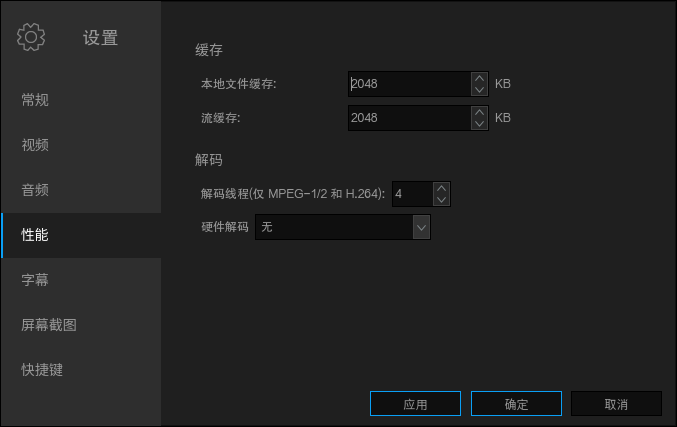 设置
常规
视频
音频
性能
字幕
屏幕截图
快捷键
缓存
本地文件缓存: 2048 KB
流缓存: 2048 KB
解码
解码线程(仅 MPEG-1/2 和 H.264): 4
硬件解码 无
应用 确定 取消